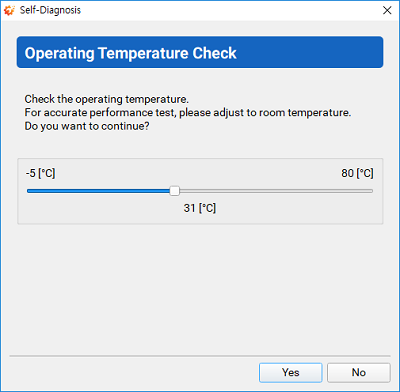 Self-Diagnosis
Operating Temperature Check
Check the operating temperature.
For accurate performance test, please adjust to room temperature.
Do you want to continue?
-5 [°C] 80 [°C]
31 [°C]
Yes No